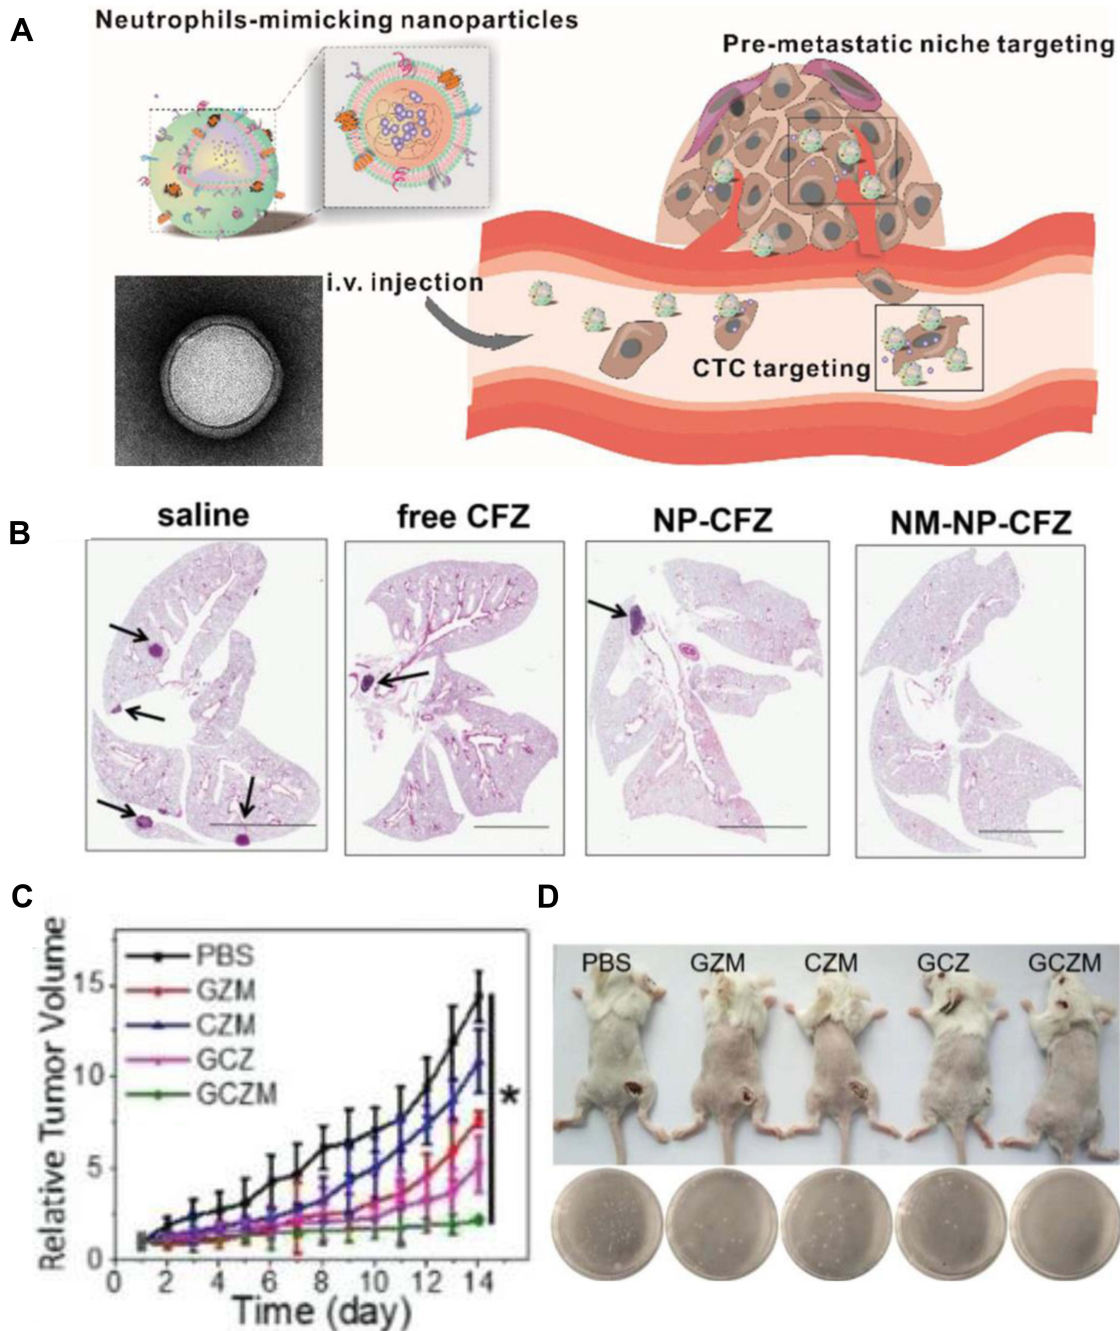 A
Neutrophils-mimicking nanoparticles
Pre-metastatic niche targeting
i.v. injection
CTC targeting
B
saline
free CFZ
NP-CFZ
NM-NP-CFZ
C
Relative Tumor Volume
15
10
5
0
PBS
GZM
CZM
GCZ
GCZM
*
0 2 4 6 8 10 12 14
Time (day)
D
PBS GZM CZM GCZ GCZM